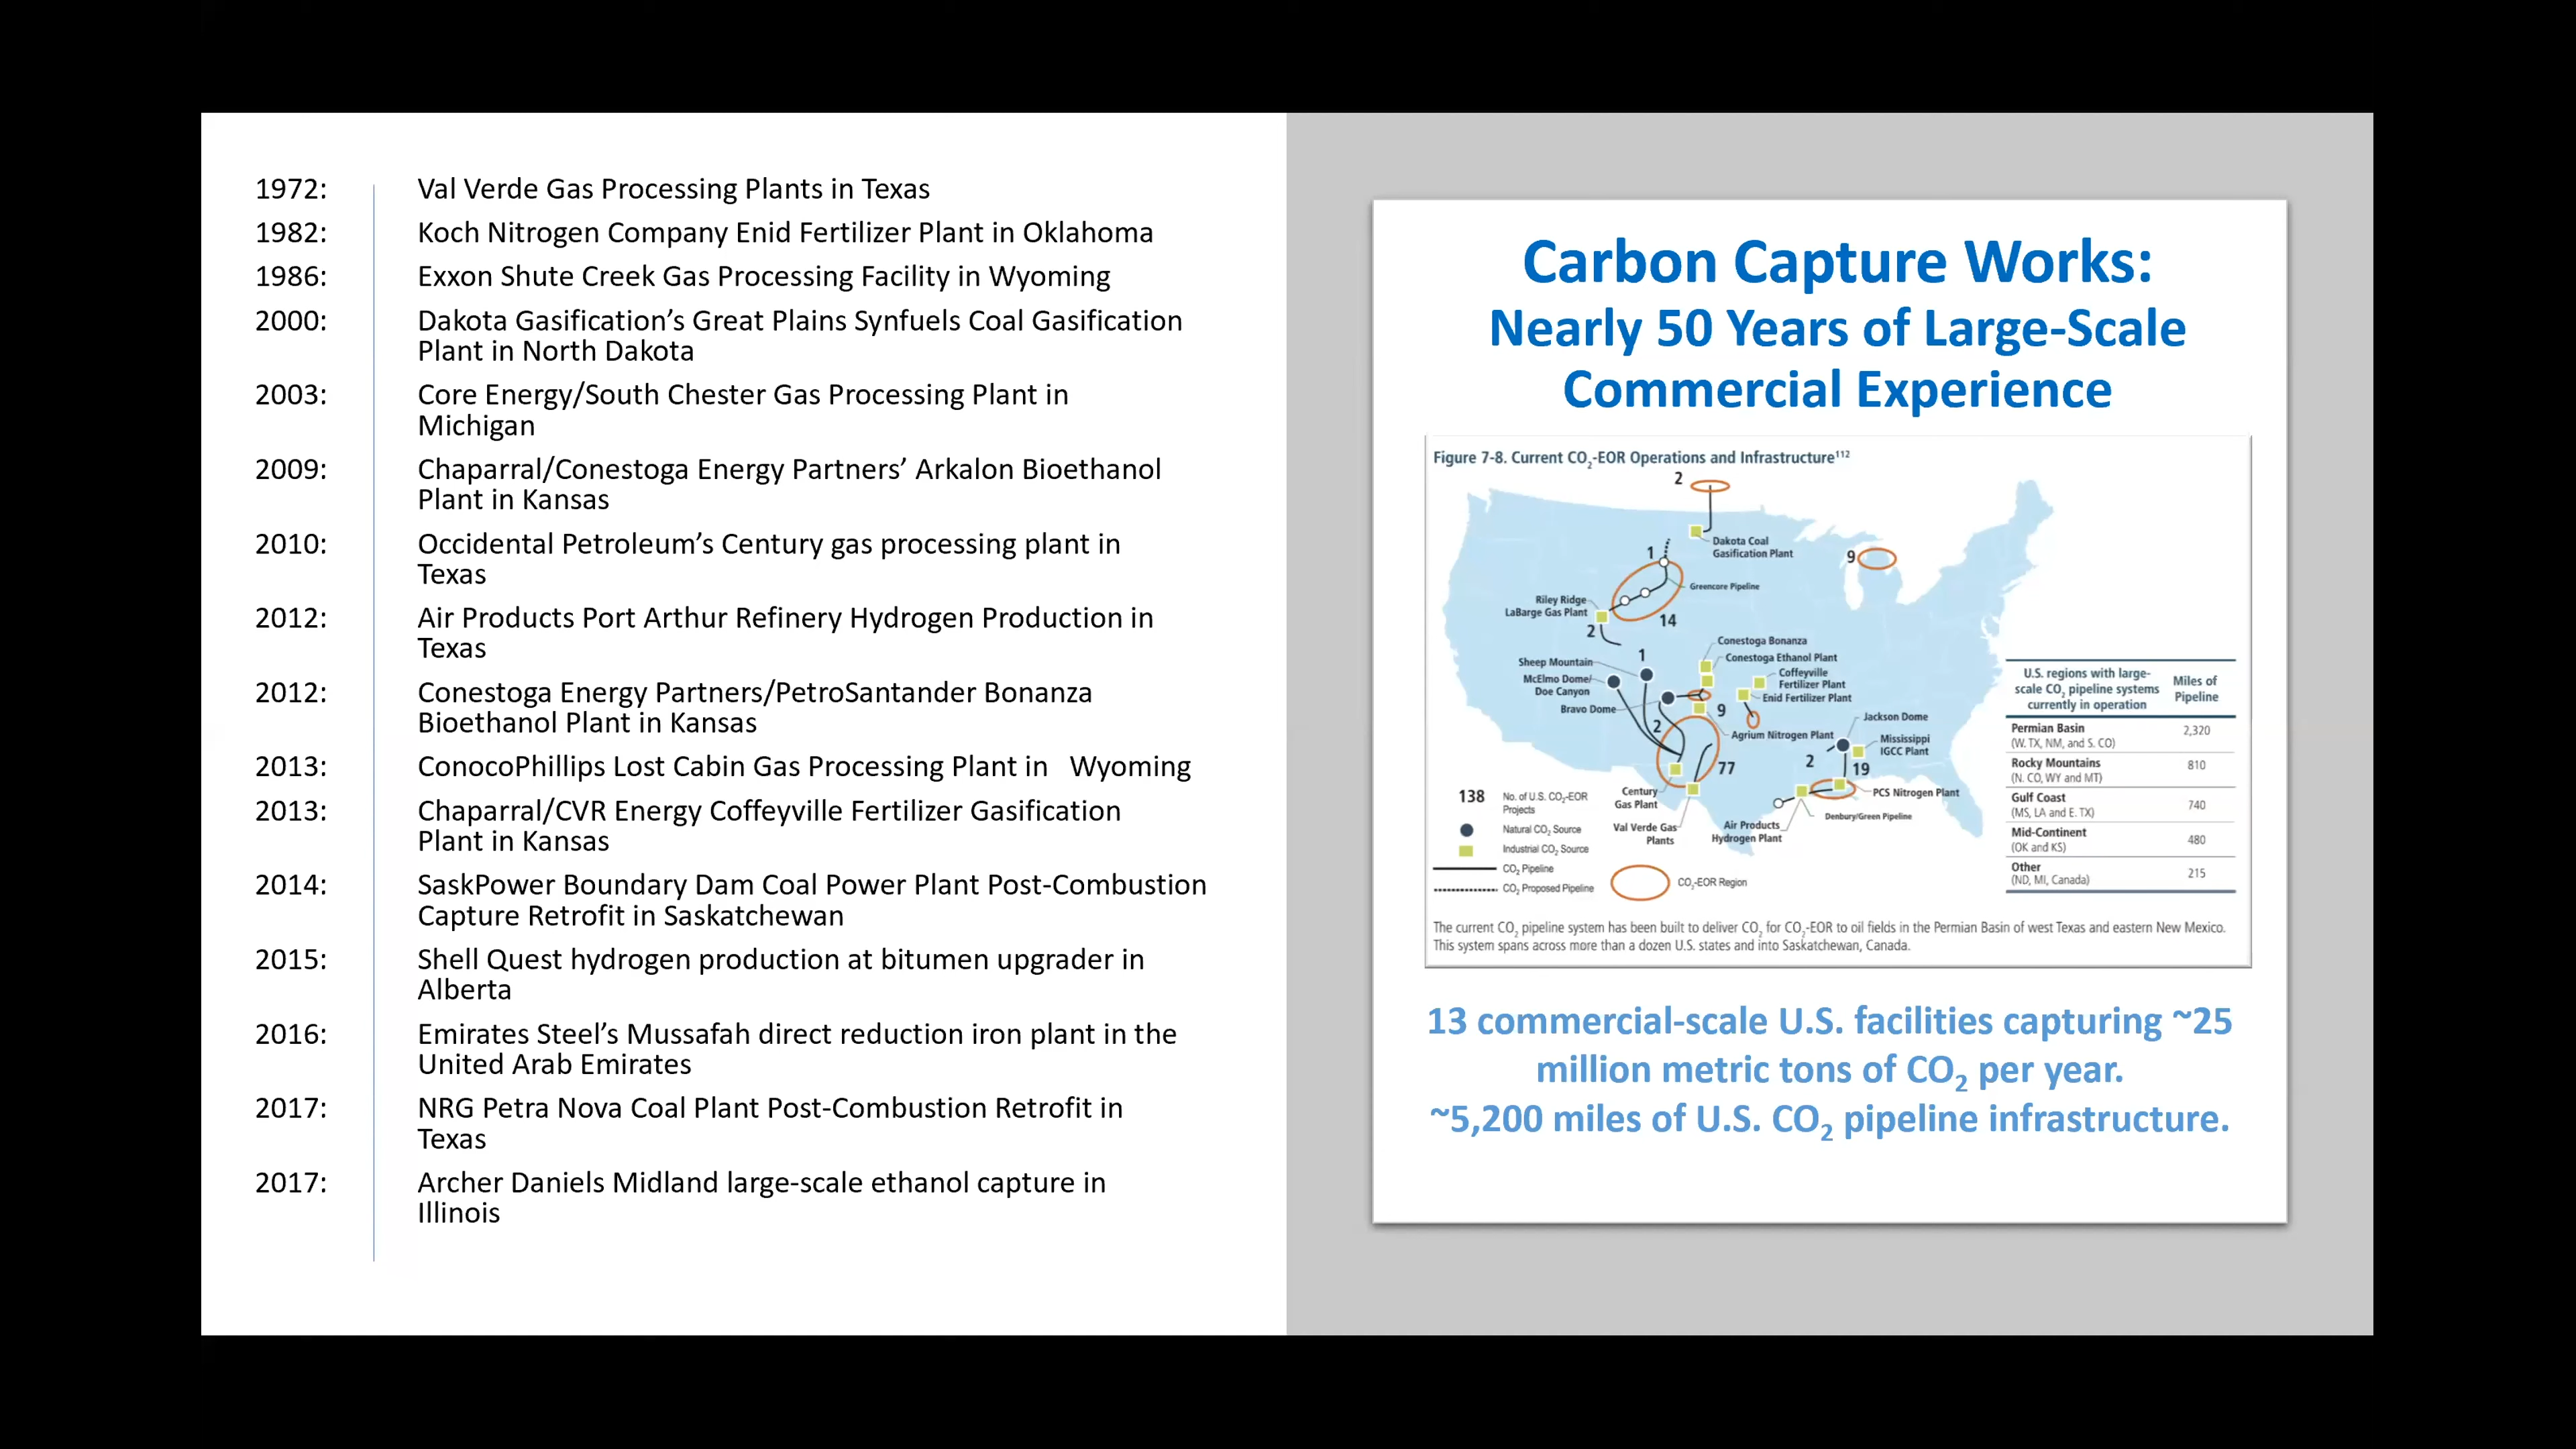 1972: Val Verde Gas Processing Plants in Texas
1982: Koch Nitrogen Company Enid Fertilizer Plant in Oklahoma
1986: Exxon Shute Creek Gas Processing Facility in Wyoming
2000: Dakota Gasification’s Great Plains Synfuels Coal Gasification
Plant in North Dakota
2003: Core Energy/South Chester Gas Processing Plant in
Michigan
2009: Chaparral/Conestoga Energy Partners’ Arkalon Bioethanol
Plant in Kansas
2010: Occidental Petroleum’s Century gas processing plant in
Texas
2012: Air Products Port Arthur Refinery Hydrogen Production in
Texas
2012: Conestoga Energy Partners/PetroSantander Bonanza
Bioethanol Plant in Kansas
2013: ConocoPhillips Lost Cabin Gas Processing Plant in Wyoming
2013: Chaparral/CVR Energy Coffeyville Fertilizer Gasification
Plant in Kansas
2014: SaskPower Boundary Dam Coal Power Plant Post-Combustion
Capture Retrofit in Saskatchewan
2015: Shell Quest hydrogen production at bitumen upgrader in
Alberta
2016: Emirates Steel’s Mussafah direct reduction iron plant in the
United Arab Emirates
2017: NRG Petra Nova Coal Plant Post-Combustion Retrofit in
Texas
2017: Archer Daniels Midland large-scale ethanol capture in
Illinois
Carbon Capture Works:
Nearly 50 Years of Large-Scale
Commercial Experience
Figure 7-8. Current CO₂-EOR Operations and Infrastructure¹¹²
2
Dakota Coal
Gasification Plant
1
9
Greencore Pipeline
Riley Ridge
LaBarge Gas Plant
14
2
Conestoga Bonanza
1
Conestoga Ethanol Plant
Sheep Mountain
Coffeyville
Fertilizer Plant
McElmo Dome/
Doe Canyon
Enid Fertilizer Plant
Bravo Dome
9
2
Jackson Dome
Agrium Nitrogen Plant
Mississippi
IGCC Plant
2
77
19
Century
Gas Plant
PCS Nitrogen Plant
Denbury/Green Pipeline
Val Verde Gas
Plants
Air Products
Hydrogen Plant
138 No. of U.S. CO₂-EOR
Projects
Natural CO₂ Source
Industrial CO₂ Source
CO₂ Pipeline
CO₂ Proposed Pipeline
CO₂-EOR Region
U.S. regions with large-
scale CO₂ pipeline systems
currently in operation
Miles of
Pipeline
Permian Basin
(W. TX, NM, and S. CO)
2,320
Rocky Mountains
(N. CO, WY and MT)
810
Gulf Coast
(MS, LA and E. TX)
740
Mid-Continent
(OK and KS)
480
Other
(ND, MI, Canada)
215
The current CO₂ pipeline system has been built to deliver CO₂ for CO₂-EOR to oil fields in the Permian Basin of west Texas and eastern New Mexico.
This system spans across more than a dozen U.S. states and into Saskatchewan, Canada.
13 commercial-scale U.S. facilities capturing ~25
million metric tons of CO₂ per year.
~5,200 miles of U.S. CO₂ pipeline infrastructure.